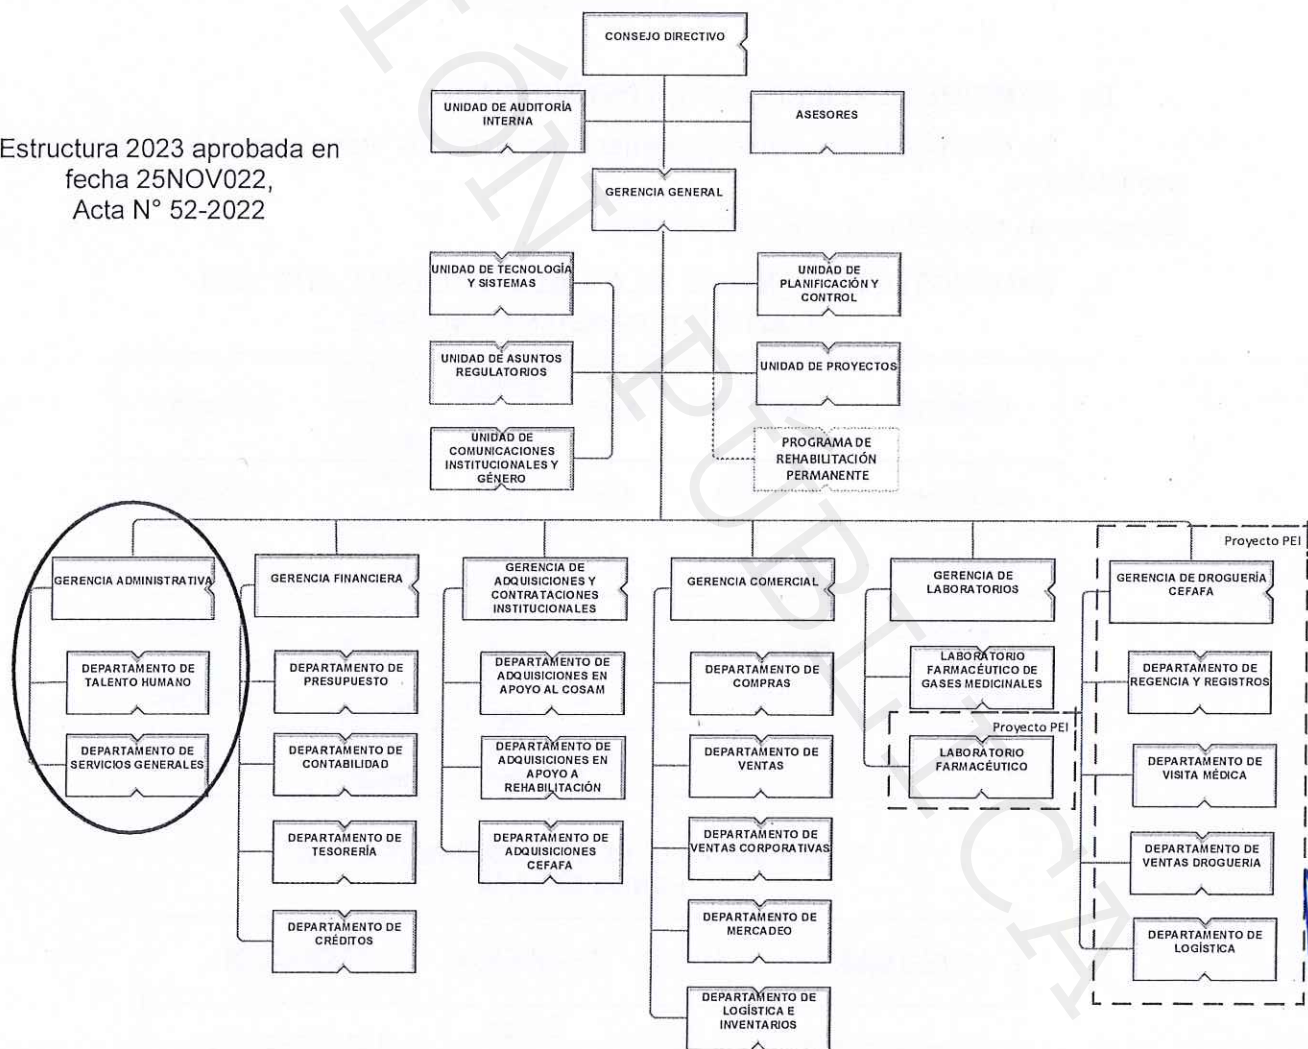 CONSEJO DIRECTIVO
UNIDAD DE AUDITORÍA
INTERNA
ASESORES
Estructura 2023 aprobada en
fecha 25NOV022,
Acta N° 52-2022
GERENCIA GENERAL
UNIDAD DE TECNOLOGÍA
Y SISTEMAS
UNIDAD DE
PLANIFICACIÓN Y
CONTROL
UNIDAD DE ASUNTOS
REGULATORIOS
UNIDAD DE PROYECTOS
UNIDAD DE
COMUNICACIONES
INSTITUCIONALES Y
GÉNERO
PROGRAMA DE
REHABILITACIÓN
PERMANENTE
GERENCIA ADMINISTRATIVA
DEPARTAMENTO DE
TALENTO HUMANO
DEPARTAMENTO DE
SERVICIOS GENERALES
GERENCIA FINANCIERA
DEPARTAMENTO DE
PRESUPUESTO
DEPARTAMENTO DE
CONTABILIDAD
DEPARTAMENTO DE
TESORERÍA
DEPARTAMENTO DE
CRÉDITOS
GERENCIA DE
ADQUISICIONES Y
CONTRATACIONES
INSTITUCIONALES
DEPARTAMENTO DE
ADQUISICIONES EN
APOYO AL COSAM
DEPARTAMENTO DE
ADQUISICIONES EN
APOYO A
REHABILITACIÓN
DEPARTAMENTO DE
ADQUISICIONES
CEFAFA
GERENCIA COMERCIAL
DEPARTAMENTO DE
COMPRAS
DEPARTAMENTO DE
VENTAS
DEPARTAMENTO DE
VENTAS CORPORATIVAS
DEPARTAMENTO DE
MERCADEO
DEPARTAMENTO DE
LOGÍSTICA E
INVENTARIOS
GERENCIA DE
LABORATORIOS
LABORATORIO
FARMACÉUTICO DE
GASES MEDICINALES
Proyecto PEI
LABORATORIO
FARMACÉUTICO
Proyecto PEI
GERENCIA DE DROGUERÍA
CEFAFA
DEPARTAMENTO DE
REGENCIA Y REGISTROS
DEPARTAMENTO DE
VISITA MÉDICA
DEPARTAMENTO DE
VENTAS DROGUERIA
DEPARTAMENTO DE
LOGÍSTICA
IÓN PÚBLICA